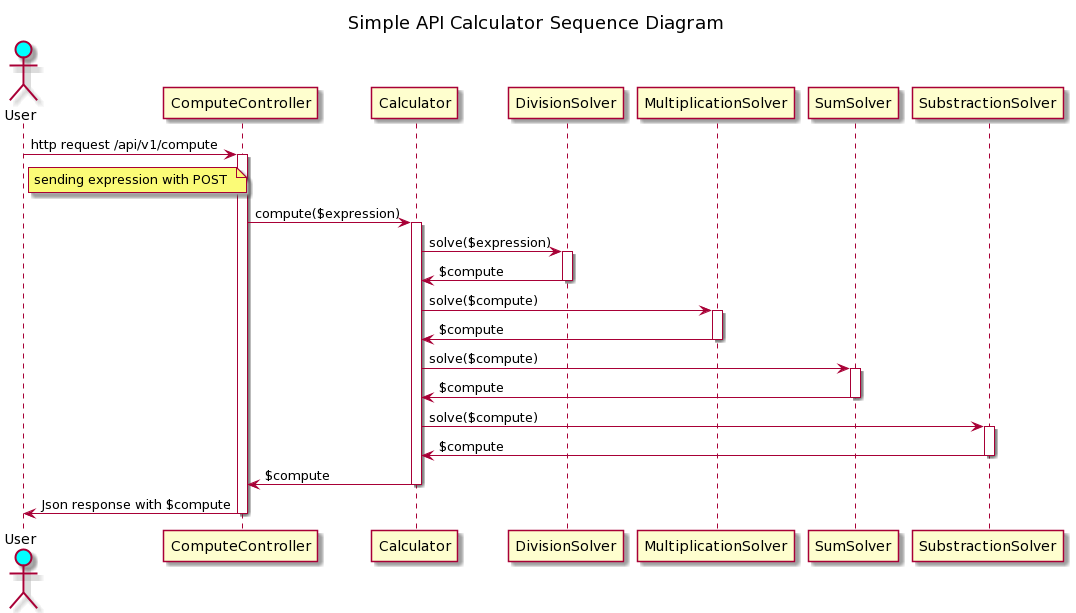 Simple API Calculator Sequence Diagram
User
ComputeController
Calculator
DivisionSolver
MultiplicationSolver
SumSolver
SubstractionSolver
http request /api/v1/compute
sending expression with POST
compute($expression)
solve($expression)
$compute
solve($compute)
$compute
solve($compute)
$compute
solve($compute)
$compute
$compute
Json response with $compute
User
ComputeController
Calculator
DivisionSolver
MultiplicationSolver
SumSolver
SubstractionSolver